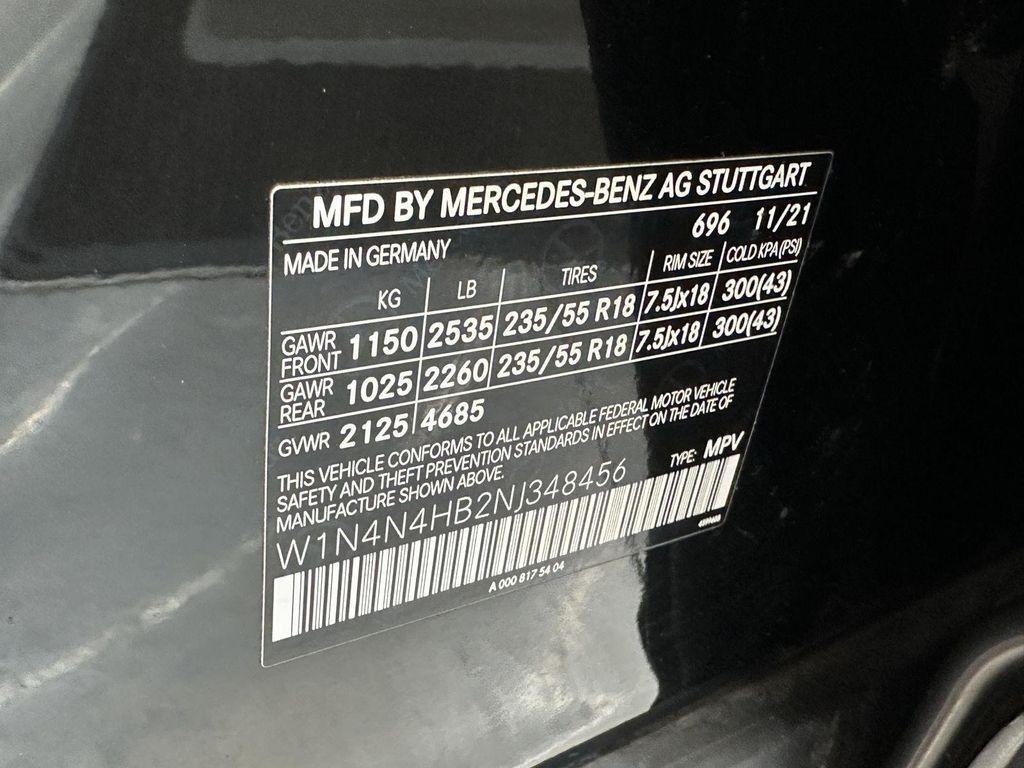 MFD BY MERCEDES-BENZ AG STUTTGART
696 11/21
MADE IN GERMANY
KG LB TIRES RIM SIZE COLD KPA(PSI)
GAWR FRONT 1150 2535 235/55 R18 7.5Jx18 300(43)
GAWR REAR 1025 2260 235/55 R18 7.5Jx18 300(43)
GVWR 2125 4685
THIS VEHICLE CONFORMS TO ALL APPLICABLE FEDERAL MOTOR VEHICLE
SAFETY AND THEFT PREVENTION STANDARDS IN EFFECT ON THE DATE OF
MANUFACTURE SHOWN ABOVE.
TYPE: MPV
W1N4N4HB2NJ348456
A 000 817 54 04